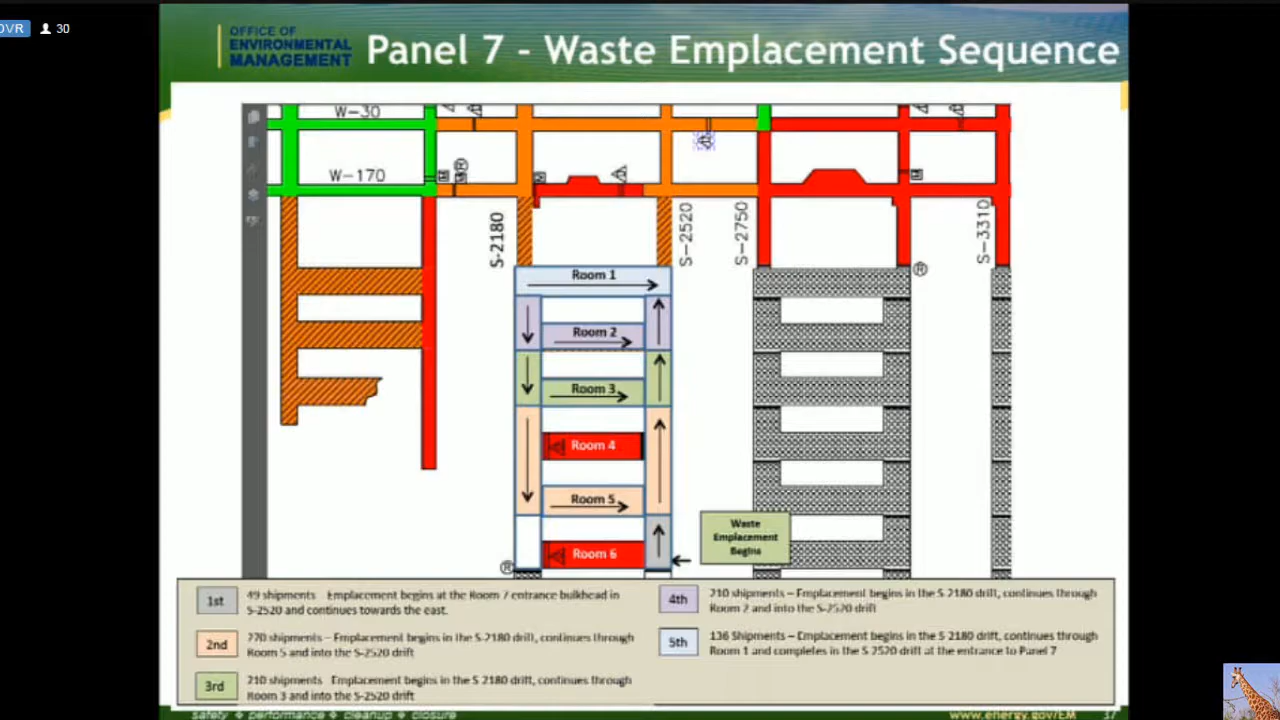 OVR 30
OFFICE OF
ENVIRONMENTAL
MANAGEMENT
Panel 7 - Waste Emplacement Sequence
W-30
W-170
S-2180
S-2520
S-2750
S-3310
Room 1
Room 2
Room 3
Room 4
Room 5
Room 6
Waste
Emplacement
Begins
1st
49 shipments Emplacement begins at the Room 7 entrance bulkhead in
S-2520 and continues towards the east.
2nd
270 shipments – Emplacement begins in the S-2180 drift, continues through
Room 5 and into the S-2520 drift
3rd
210 shipments Emplacement begins in the S 2180 drift, continues through
Room 3 and into the S-2520 drift
4th
210 shipments – Emplacement begins in the S 2180 drift, continues through
Room 2 and into the S-2520 drift
5th
136 Shipments – Emplacement begins in the S 2180 drift, continues through
Room 1 and completes in the S 2520 drift at the entrance to Panel 7
safety ❖ performance ❖ cleanup ❖ closure
www.energy.gov/EM 37